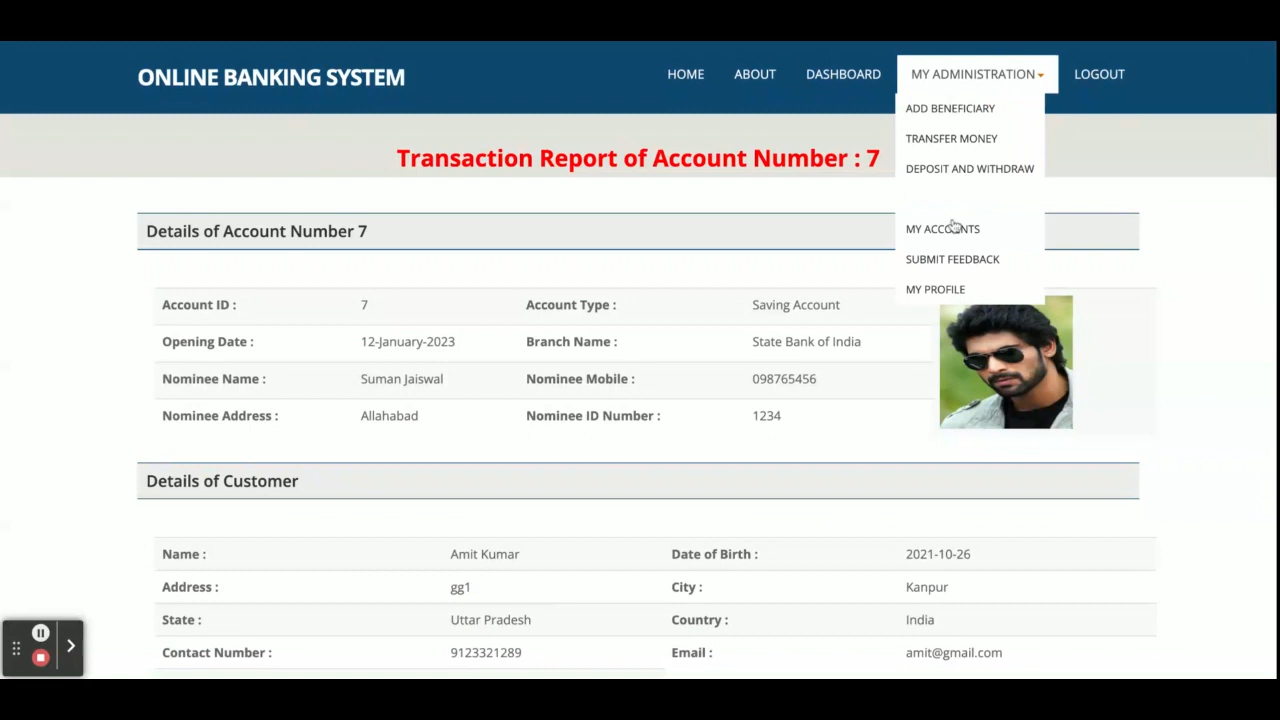 ONLINE BANKING SYSTEM
HOME ABOUT DASHBOARD MY ADMINISTRATION LOGOUT
ADD BENEFICIARY
TRANSFER MONEY
DEPOSIT AND WITHDRAW
MY ACCOUNTS
SUBMIT FEEDBACK
MY PROFILE
Transaction Report of Account Number : 7
Details of Account Number 7
Account ID : 7 Account Type : Saving Account
Opening Date : 12-January-2023 Branch Name : State Bank of India
Nominee Name : Suman Jaiswal Nominee Mobile : 098765456
Nominee Address : Allahabad Nominee ID Number : 1234
Details of Customer
Name : Amit Kumar Date of Birth : 2021-10-26
Address : gg1 City : Kanpur
State : Uttar Pradesh Country : India
Contact Number : 9123321289 Email : amit@gmail.com